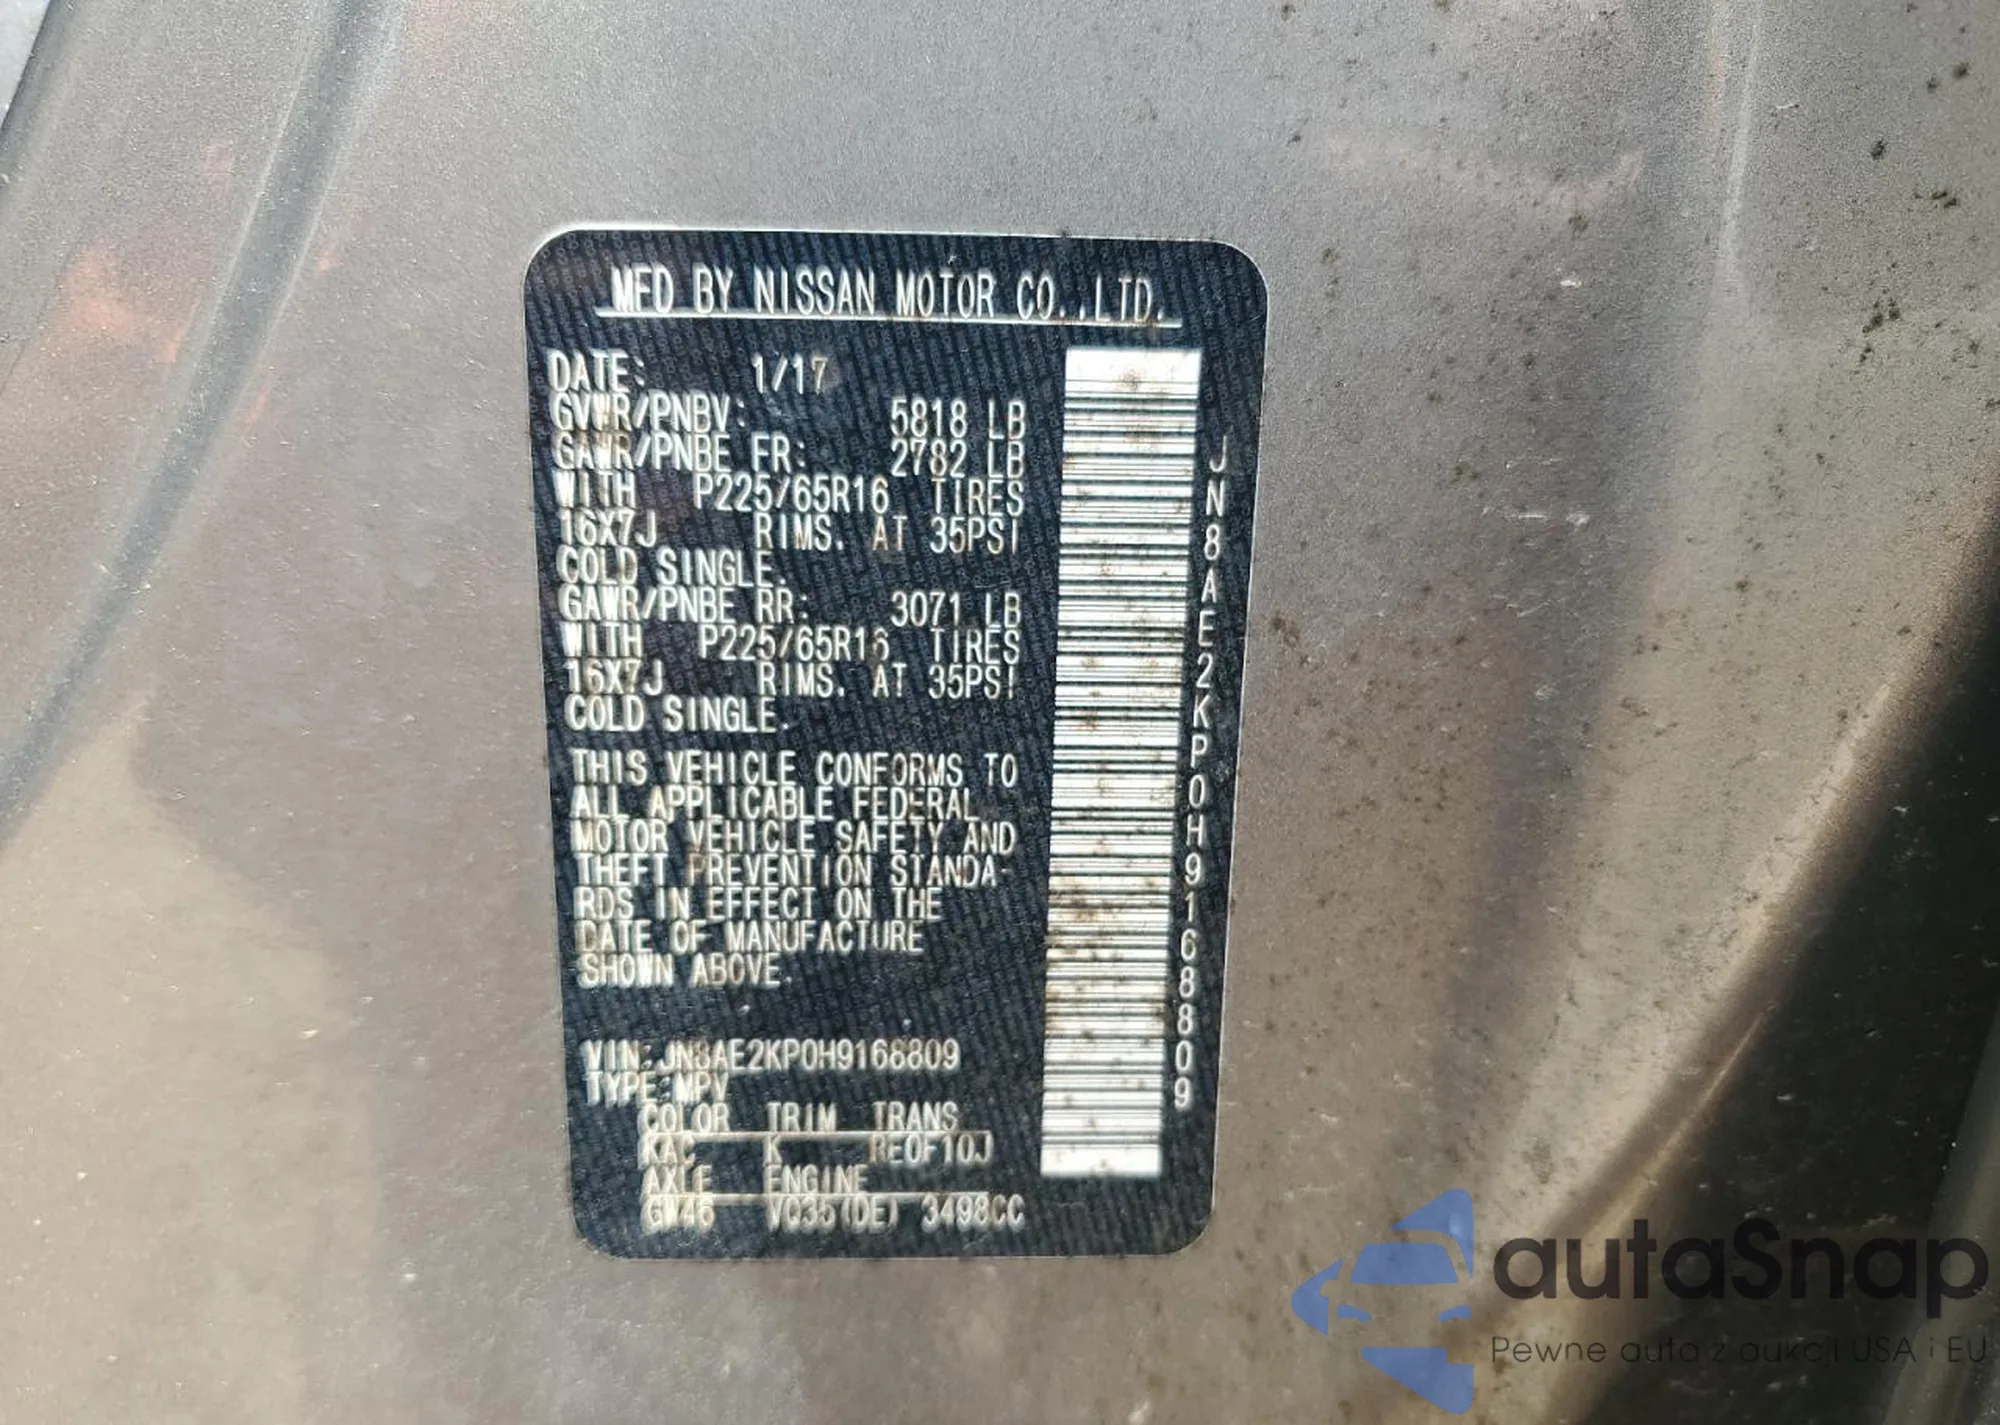 MFD BY NISSAN MOTOR CO.,LTD.
DATE: 1/17
GVWR/PNBV: 5818 LB
GAWR/PNBE FR: 2782 LB
WITH P225/65R16 TIRES
16X7J RIMS. AT 35PSI
COLD SINGLE.
GAWR/PNBE RR: 3071 LB
WITH P225/65R16 TIRES
16X7J RIMS. AT 35PSI
COLD SINGLE.
THIS VEHICLE CONFORMS TO
ALL APPLICABLE FEDERAL
MOTOR VEHICLE SAFETY AND
THEFT PREVENTION STANDA-
RDS IN EFFECT ON THE
DATE OF MANUFACTURE
SHOWN ABOVE.
VIN:JN8AE2KP0H9168809
TYPE:MPV
COLOR TRIM TRANS
KAC K RE0F10J
AXLE ENGINE
GW46 VQ35(DE) 3498CC
JN8AE2KP0H9168809
autaSnap
Pewne auta z aukcji USA i EU